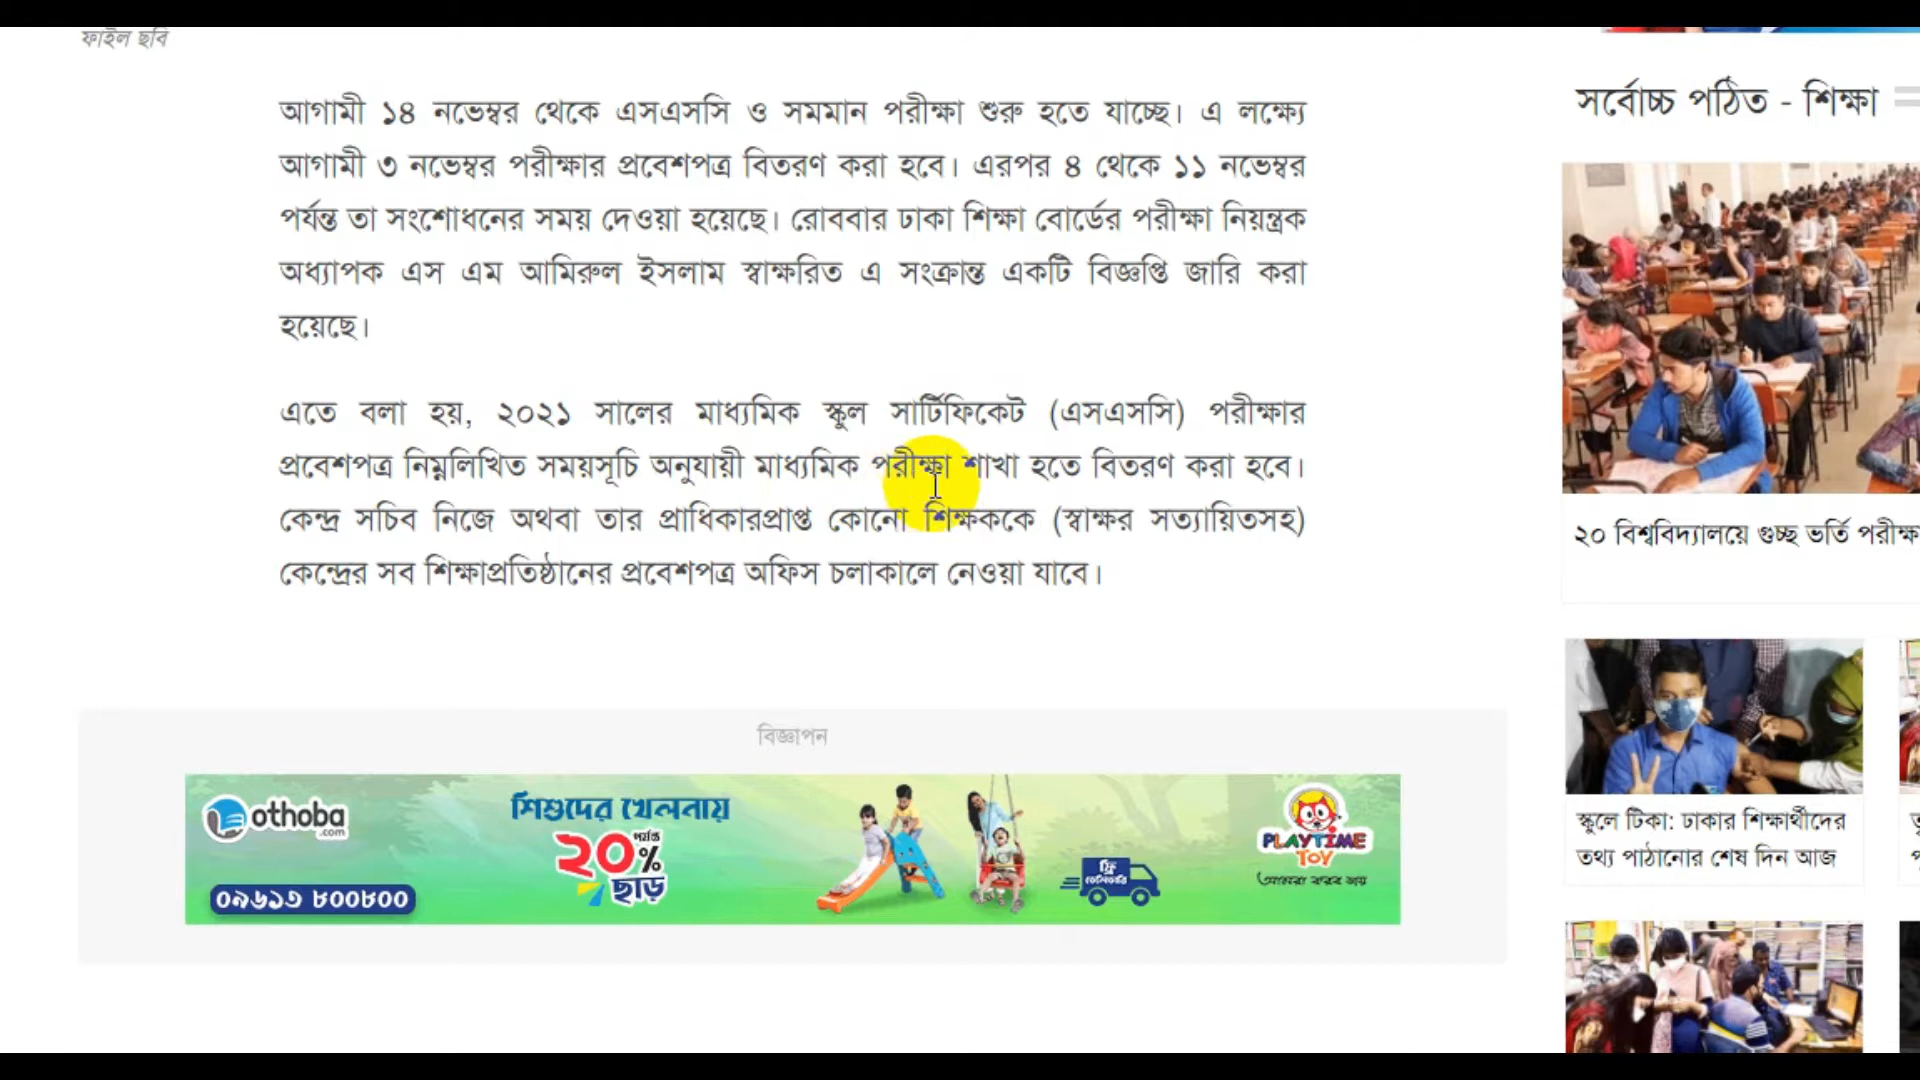 ফাইল ছবি
আগামী ১৪ নভেম্বর থেকে এসএসসি ও সমমান পরীক্ষা শুরু হতে যাচ্ছে। এ লক্ষ্যে
আগামী ৩ নভেম্বর পরীক্ষার প্রবেশপত্র বিতরণ করা হবে। এরপর ৪ থেকে ১১ নভেম্বর
পর্যন্ত তা সংশোধনের সময় দেওয়া হয়েছে। রোববার ঢাকা শিক্ষা বোর্ডের পরীক্ষা নিয়ন্ত্রক
অধ্যাপক এস এম আমিরুল ইসলাম স্বাক্ষরিত এ সংক্রান্ত একটি বিজ্ঞপ্তি জারি করা
হয়েছে।
এতে বলা হয়, ২০২১ সালের মাধ্যমিক স্কুল সার্টিফিকেট (এসএসসি) পরীক্ষার
প্রবেশপত্র নিম্নলিখিত সময়সূচি অনুযায়ী মাধ্যমিক পরীক্ষা শাখা হতে বিতরণ করা হবে।
কেন্দ্র সচিব নিজে অথবা তার প্রাধিকারপ্রাপ্ত কোনো শিক্ষককে (স্বাক্ষর সত্যায়িতসহ)
কেন্দ্রের সব শিক্ষাপ্রতিষ্ঠানের প্রবেশপত্র অফিস চলাকালে নেওয়া যাবে।
বিজ্ঞাপন
othoba
.com
০৯৬১৩ ৮০০৮০০
শিশুদের খেলনায়
পর্যন্ত
২০%
ছাড়
ফ্রি
ডেলিভারি
PLAYTIME
TOY
সর্বোচ্চ পঠিত - শিক্ষা
২০ বিশ্ববিদ্যালয়ে গুচ্ছ ভর্তি
স্কুলে টিকা: ঢাকার শিক্ষার্থীদের
তথ্য পাঠানোর শেষ দিন আজ